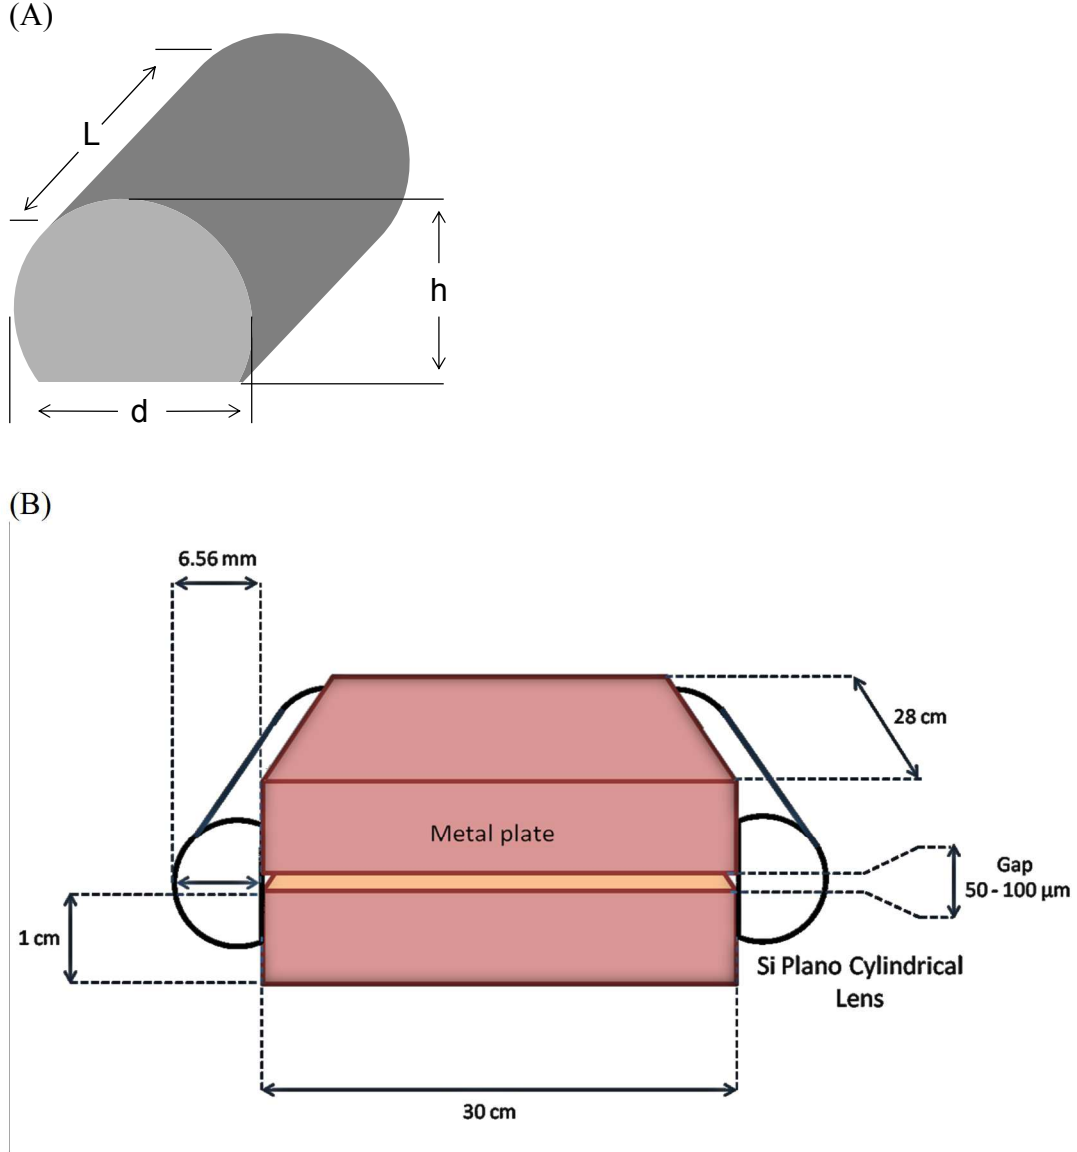 (A)
L
h
d
(B)
6.56 mm
28 cm
Metal plate
Gap
50 - 100 μm
1 cm
Si Plano Cylindrical
Lens
30 cm